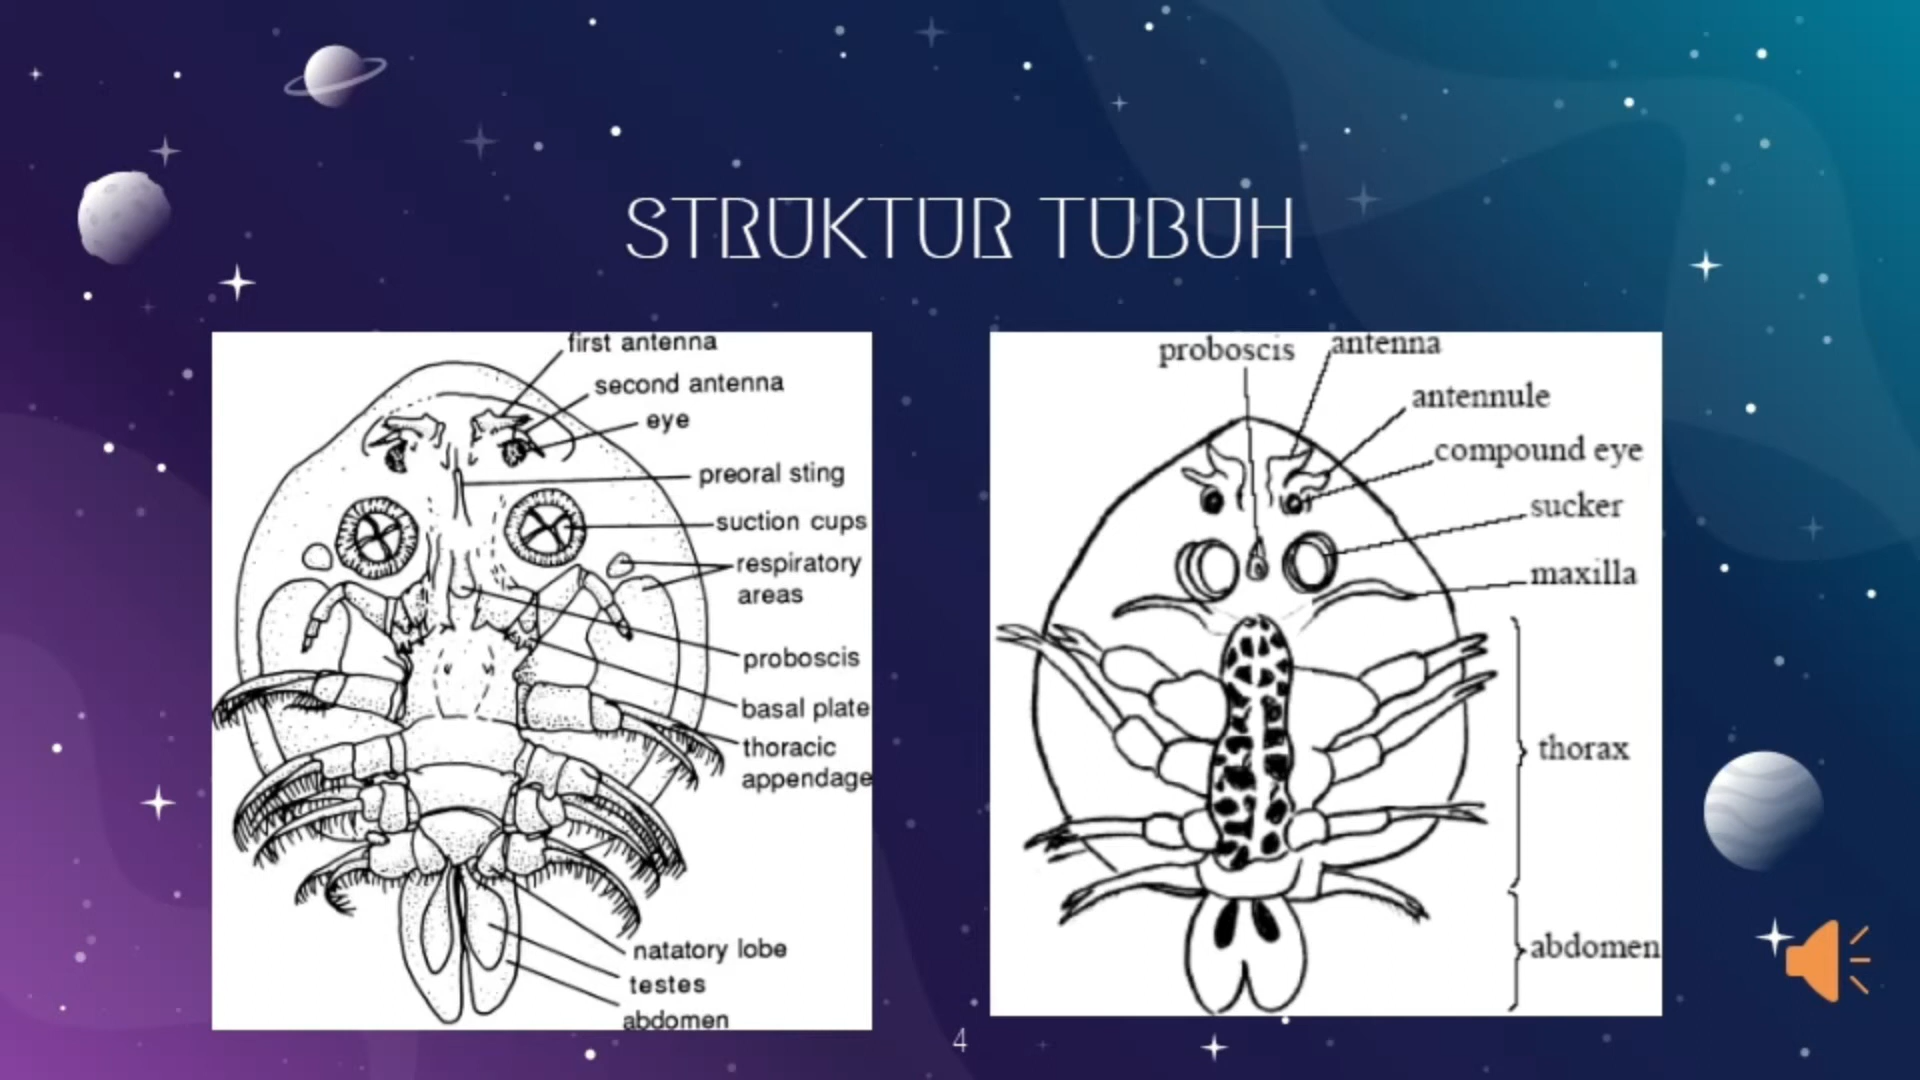 STRUKTUR TUBUH
first antenna
second antenna
eye
preoral sting
suction cups
respiratory
areas
proboscis
basal plate
thoracic
appendage
natatory lobe
testes
abdomen
proboscis
antenna
antennule
compound eye
sucker
maxilla
thorax
abdomen
4